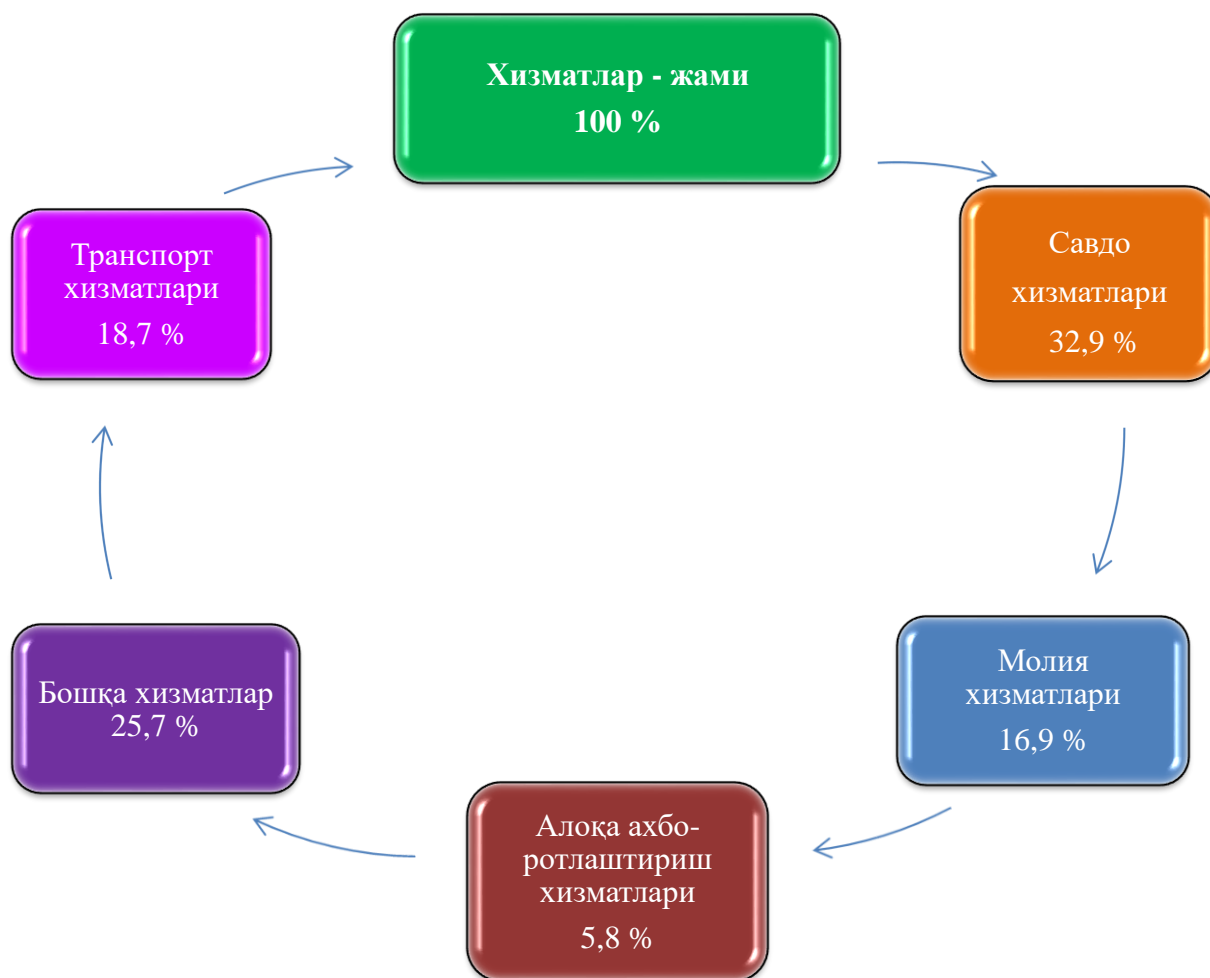 Хизматлар - жами
100 %
Савдо
хизматлари
32,9 %
Молия
хизматлари
16,9 %
Алоқа ахбо-
ротлаштириш
хизматлари
5,8 %
Бошқа хизматлар
25,7 %
Транспорт
хизматлари
18,7 %